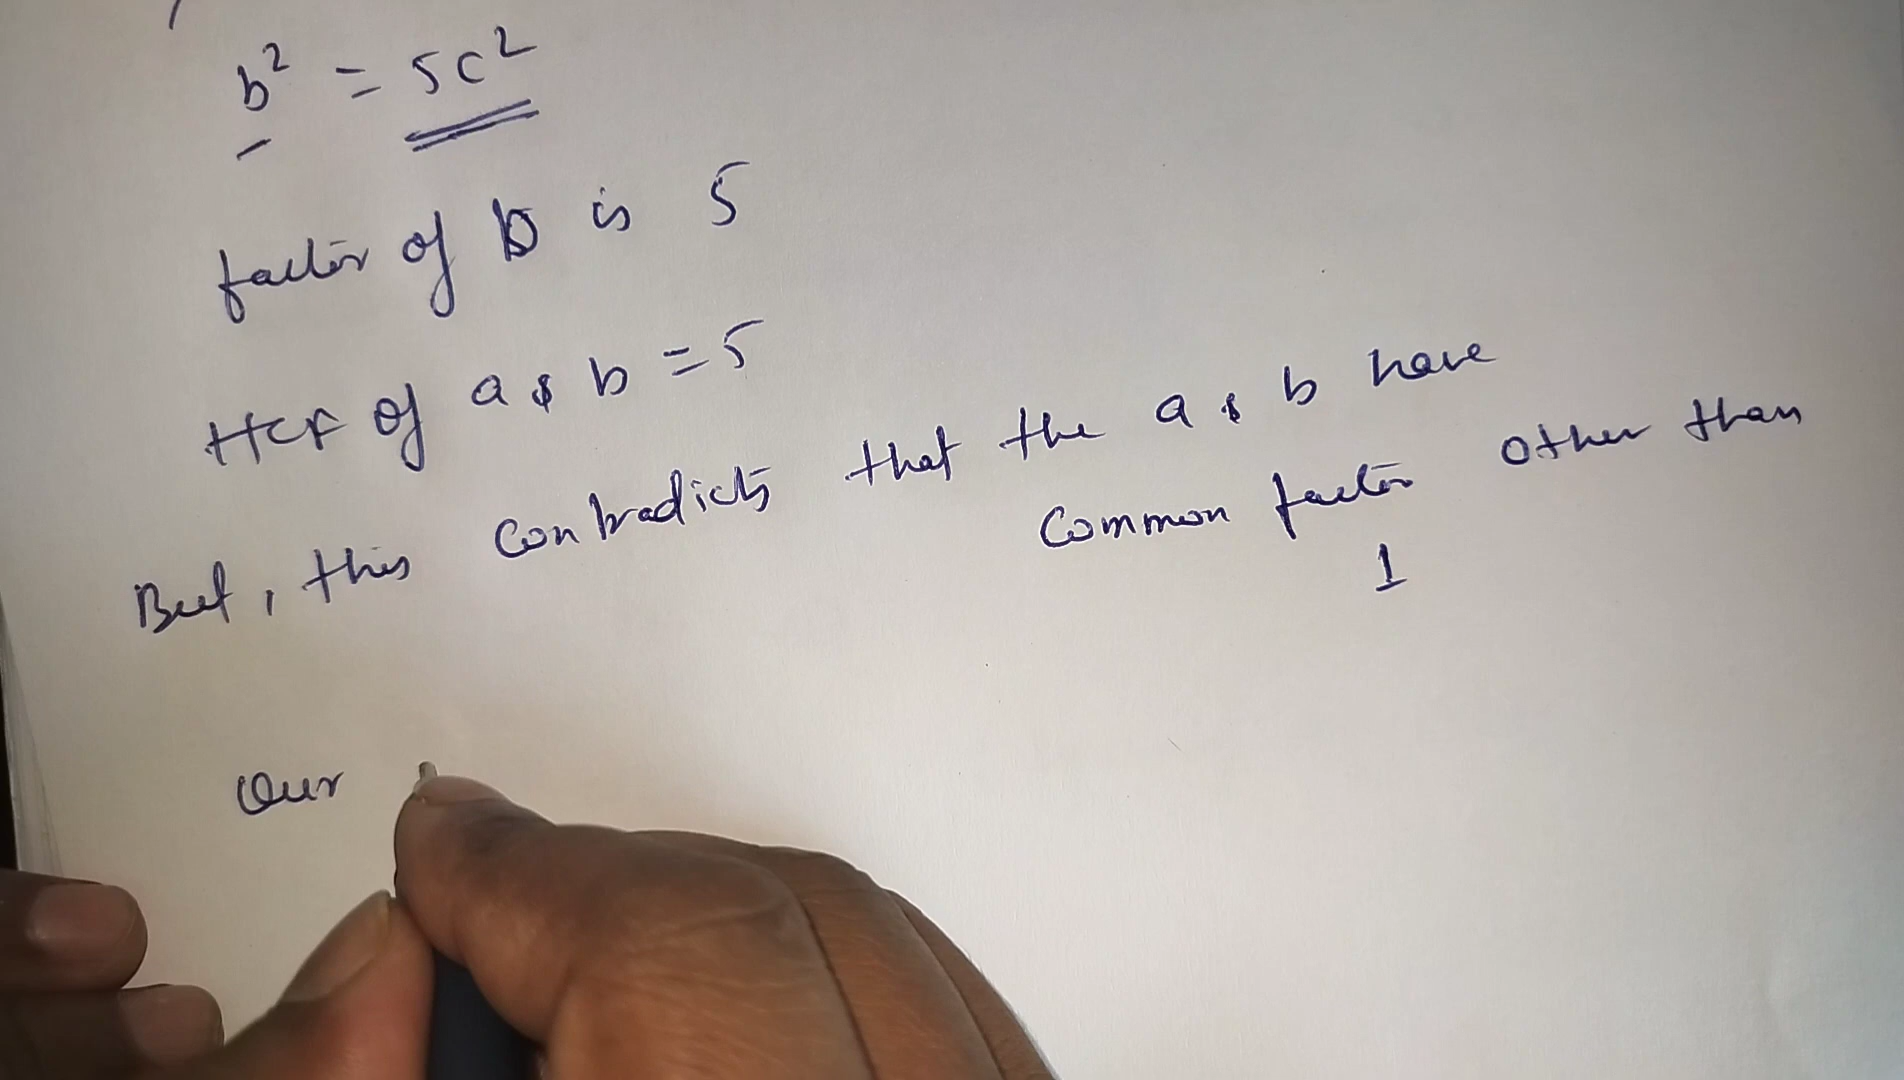 b² = 5c²
factor of b is 5
HCF of a & b = 5
But, this contradicts that the a & b have
common factor other than
1
Our